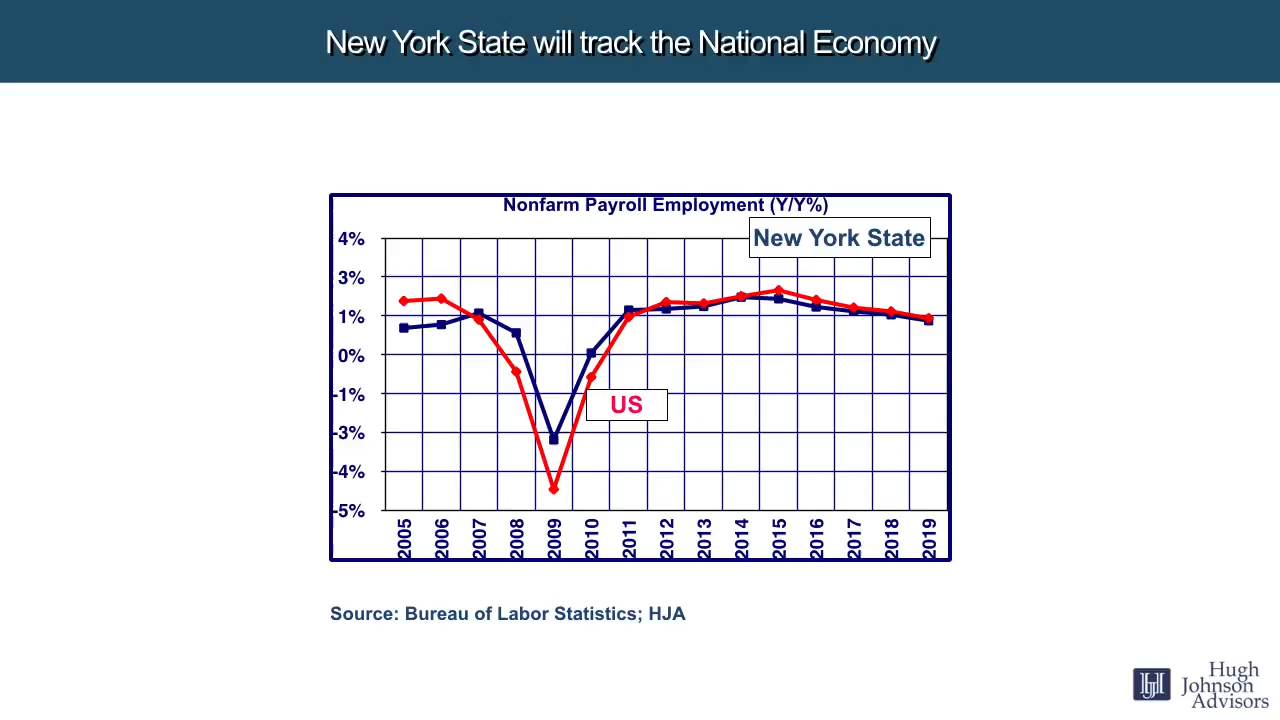 New York State will track the National Economy
Nonfarm Payroll Employment (Y/Y%)
New York State
4%
3%
1%
0%
-1%
-3%
-4%
-5%
US
2005
2006
2007
2008
2009
2010
2011
2012
2013
2014
2015
2016
2017
2018
2019
Source: Bureau of Labor Statistics; HJA
HJ
Hugh
Johnson
Advisors